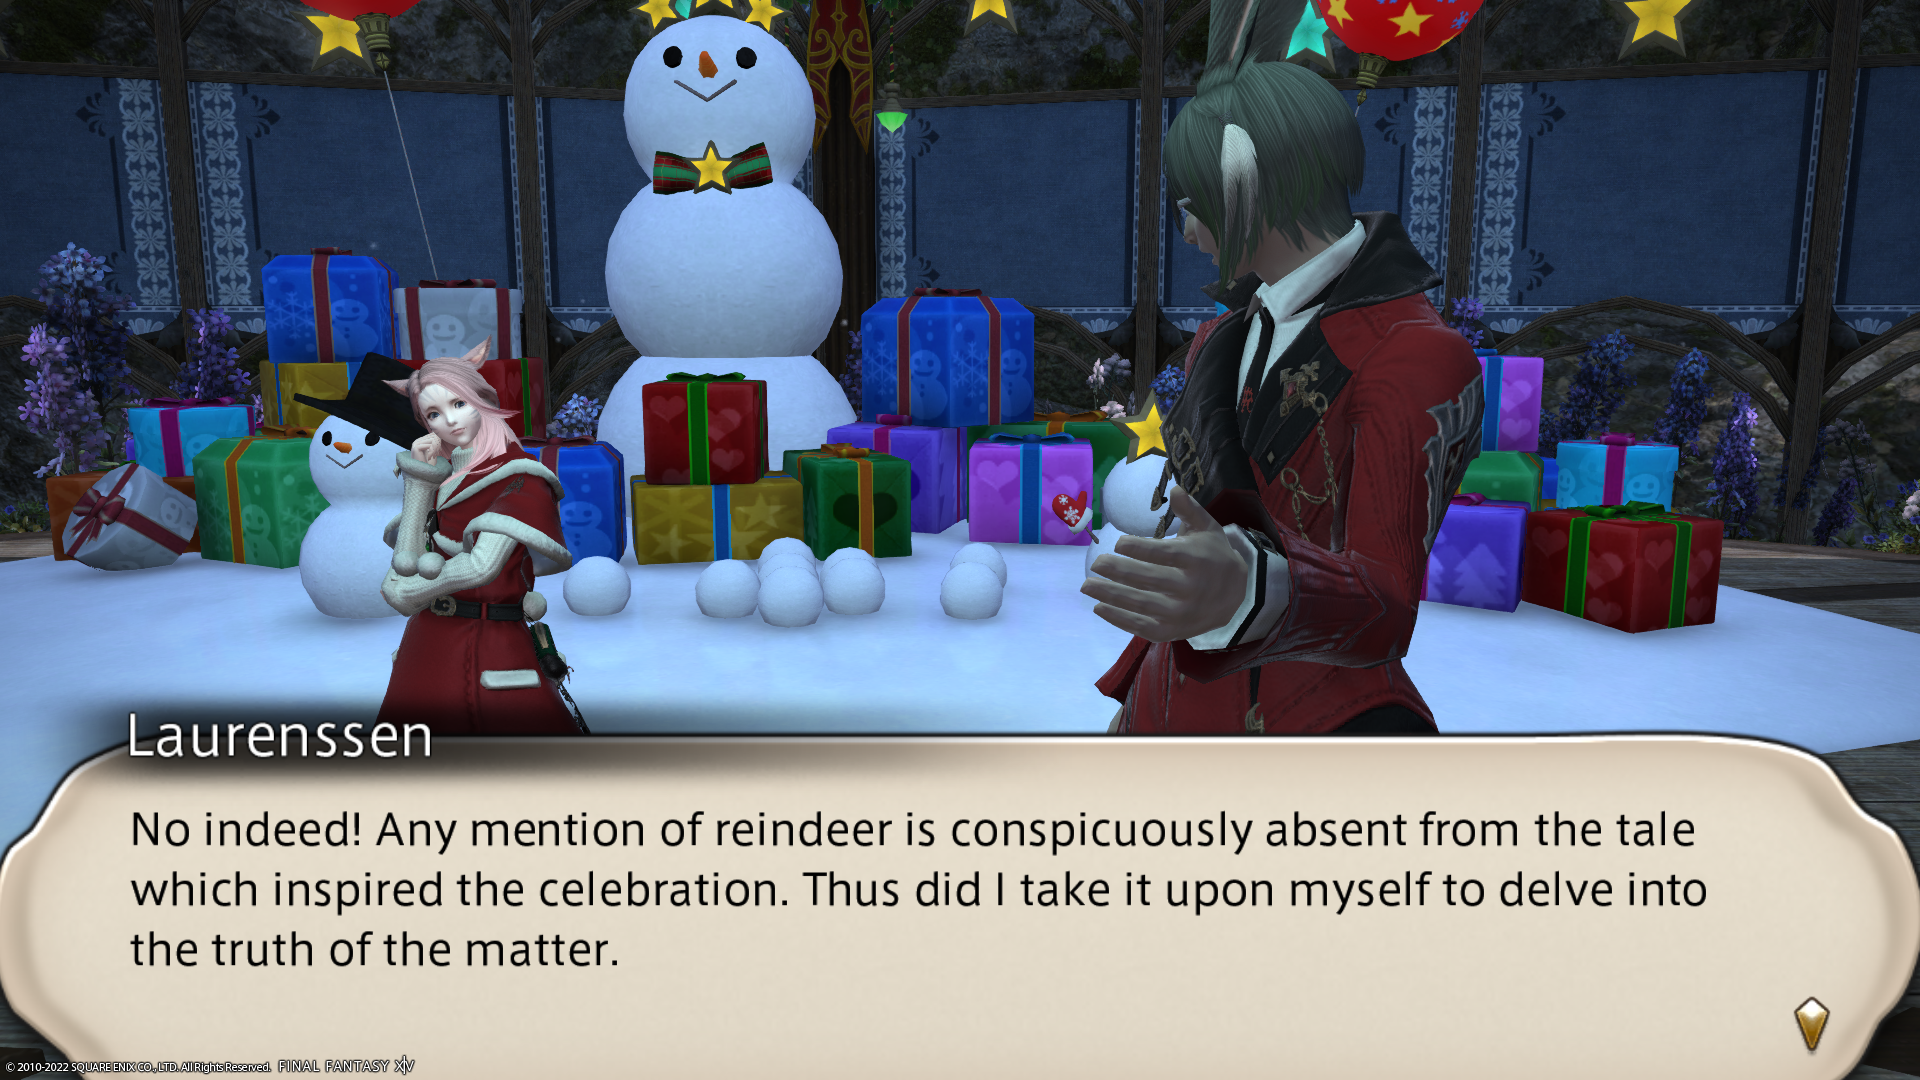 Laurenssen
No indeed! Any mention of reindeer is conspicuously absent from the tale
which inspired the celebration. Thus did I take it upon myself to delve into
the truth of the matter.
© 2010-2022 SQUARE ENIX CO., LTD. All Rights Reserved. FINAL FANTASY XIV